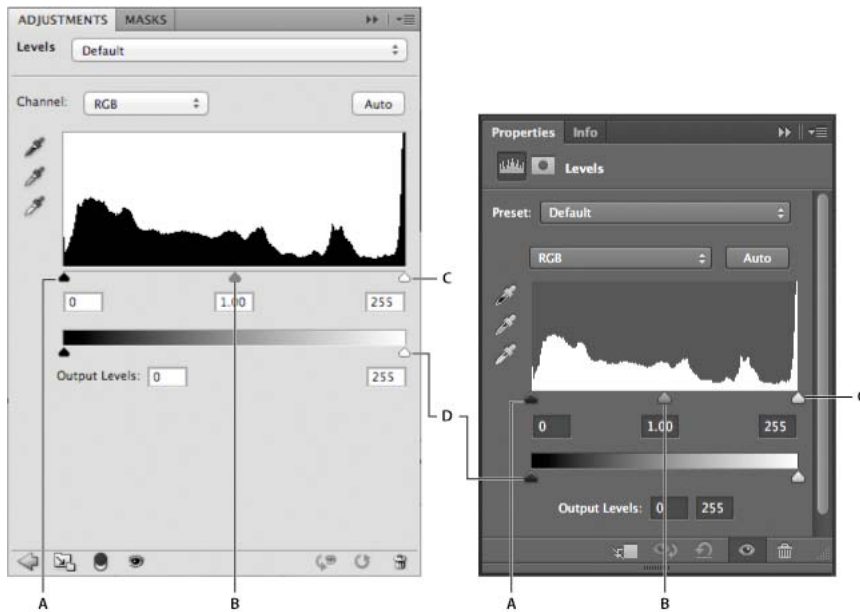 ADJUSTMENTS MASKS
Levels Default
Channel: RGB Auto
C
0 1.00 255
Output Levels: 0 255
D
A B
Properties Info
Levels
Preset: Default
RGB Auto
C
0 1.00 255
Output Levels: 0 255
A B